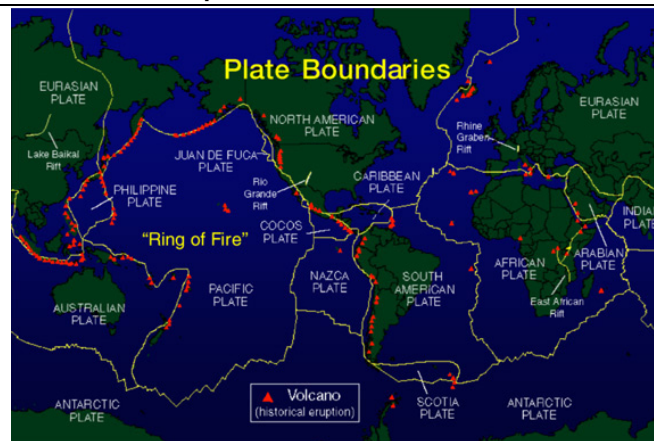 Plate Boundaries
EURASIAN
PLATE
NORTH AMERICAN
PLATE
EURASIAN
PLATE
Lake Baikal
Rift
JUAN DE FUCA
PLATE
Rhine
Graben
Rift
PHILIPPINE
PLATE
Rio
Grande
Rift
CARIBBEAN
PLATE
"Ring of Fire"
COCOS
PLATE
INDIA
PLATE
ARABIAN
PLATE
AFRICAN
PLATE
East African
Rift
AUSTRALIAN
PLATE
PACIFIC
PLATE
NAZCA
PLATE
SOUTH
AMERICAN
PLATE
ANTARCTIC
PLATE
Volcano
(historical eruption)
SCOTIA
PLATE
ANTARCTIC
PLATE